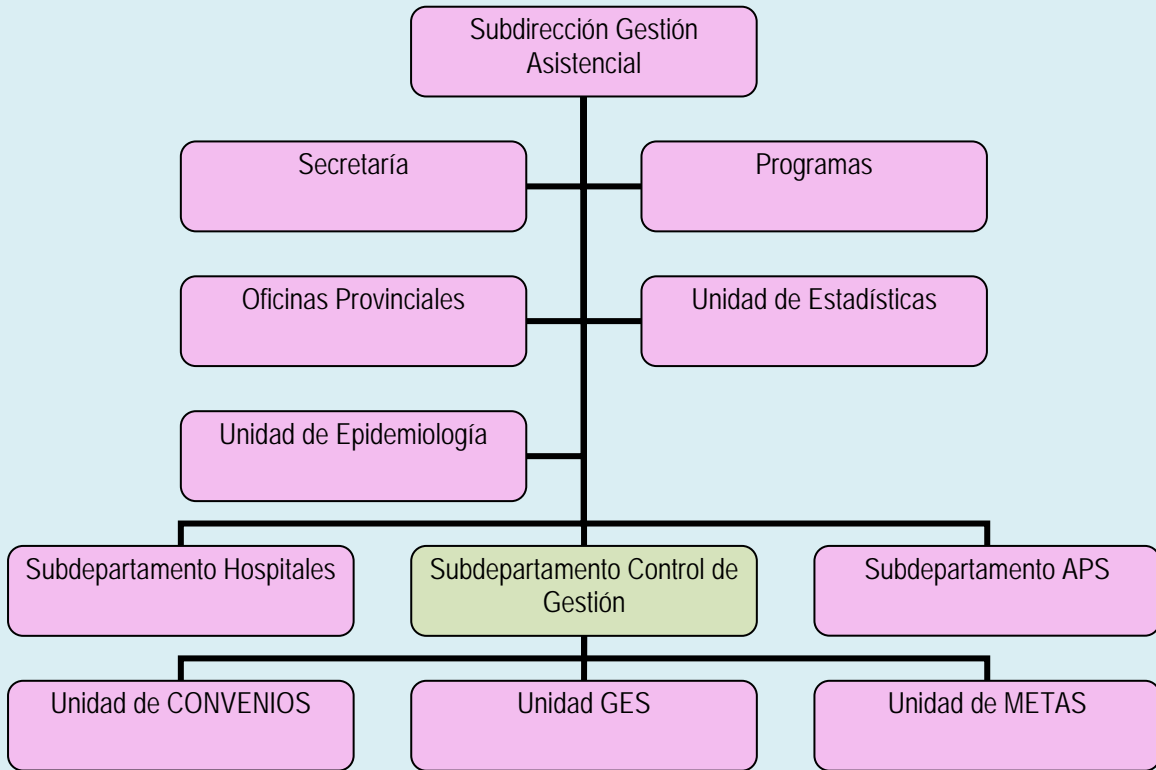 Subdirección Gestión
Asistencial
Secretaría
Programas
Oficinas Provinciales
Unidad de Estadísticas
Unidad de Epidemiología
Subdepartamento Hospitales
Subdepartamento Control de
Gestión
Subdepartamento APS
Unidad de CONVENIOS
Unidad GES
Unidad de METAS